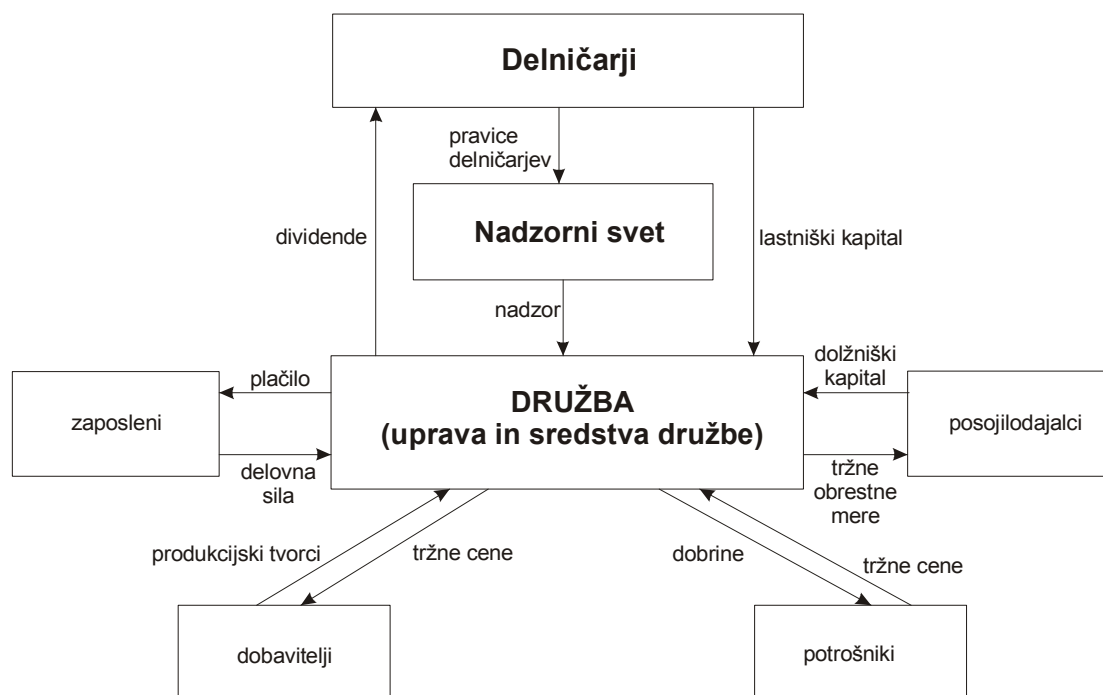 Delničarji
pravice
delničarjev
Nadzorni svet
dividende
lastniški kapital
nadzor
dolžniški
kapital
plačilo
DRUŽBA
(uprava in sredstva družbe)
zaposleni
posojilodajalci
delovna
sila
tržne
obrestne
mere
produkcijski tvorci
tržne cene
dobrine
tržne cene
dobavitelji
potrošniki